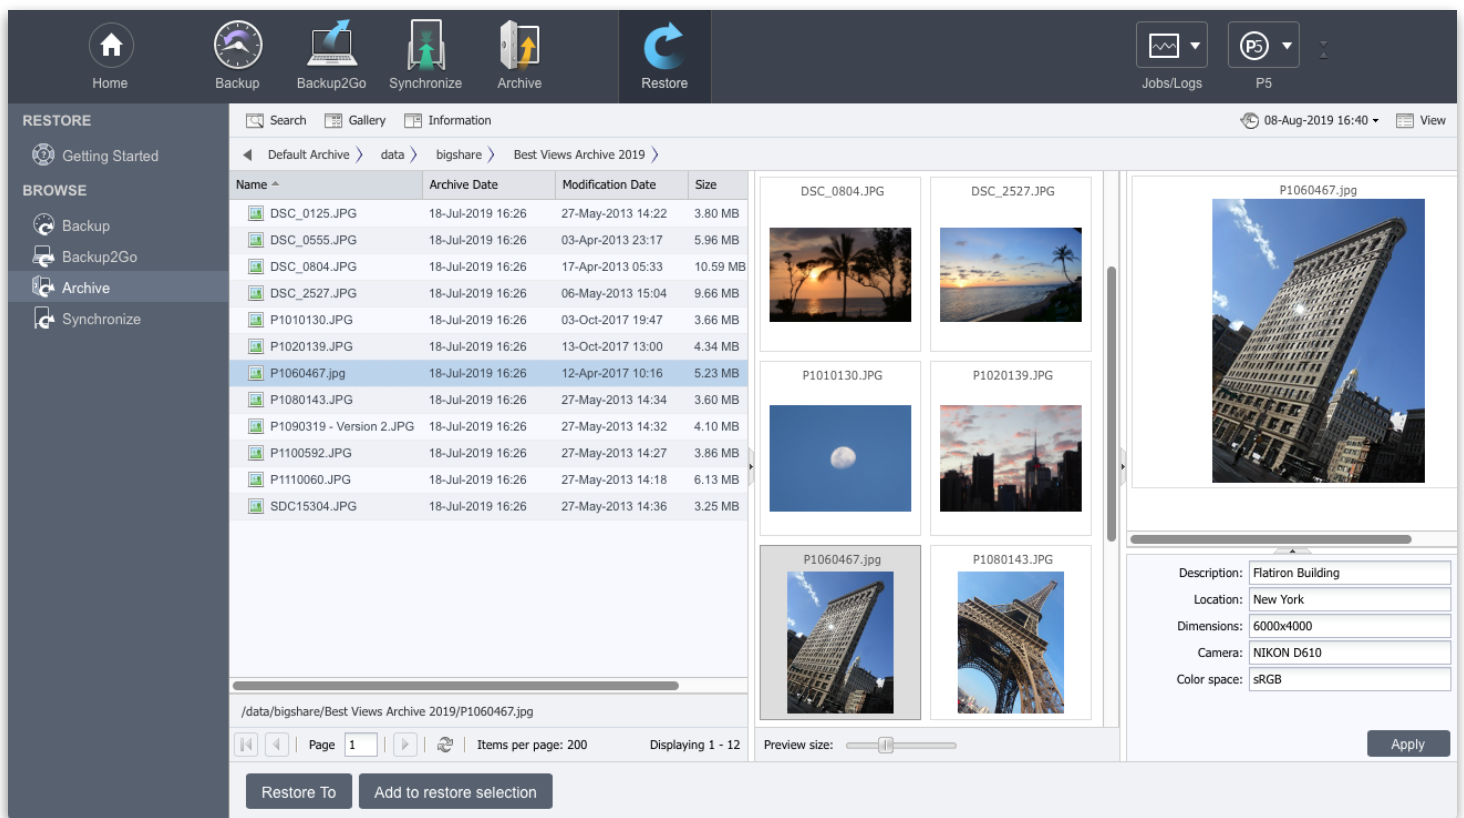 Home
Backup
Backup2Go
Synchronize
Archive
Restore
Jobs/Logs
P5
P5
RESTORE
Getting Started
BROWSE
Backup
Backup2Go
Archive
Synchronize
Search Gallery Information
08-Aug-2019 16:40 View
Default Archive data bigshare Best Views Archive 2019
Name Archive Date Modification Date Size
DSC_0125.JPG 18-Jul-2019 16:26 27-May-2013 14:22 3.80 MB
DSC_0555.JPG 18-Jul-2019 16:26 03-Apr-2013 23:17 5.96 MB
DSC_0804.JPG 18-Jul-2019 16:26 17-Apr-2013 05:33 10.59 MB
DSC_2527.JPG 18-Jul-2019 16:26 06-May-2013 15:04 9.66 MB
P1010130.JPG 18-Jul-2019 16:26 03-Oct-2017 19:47 3.66 MB
P1020139.JPG 18-Jul-2019 16:26 13-Oct-2017 13:00 4.34 MB
P1060467.jpg 18-Jul-2019 16:26 12-Apr-2017 10:16 5.23 MB
P1080143.JPG 18-Jul-2019 16:26 27-May-2013 14:34 3.60 MB
P1090319 - Version 2.JPG 18-Jul-2019 16:26 27-May-2013 14:32 4.10 MB
P1100592.JPG 18-Jul-2019 16:26 27-May-2013 14:27 3.86 MB
P1110060.JPG 18-Jul-2019 16:26 27-May-2013 14:18 6.13 MB
SDC15304.JPG 18-Jul-2019 16:26 27-May-2013 14:36 3.25 MB
/data/bigshare/Best Views Archive 2019/P1060467.jpg
Page 1 Items per page: 200 Displaying 1 - 12
DSC_0804.JPG DSC_2527.JPG
P1010130.JPG P1020139.JPG
P1060467.jpg P1080143.JPG
Preview size:
P1060467.jpg
Description: Flatiron Building
Location: New York
Dimensions: 6000x4000
Camera: NIKON D610
Color space: sRGB
Apply
Restore To Add to restore selection